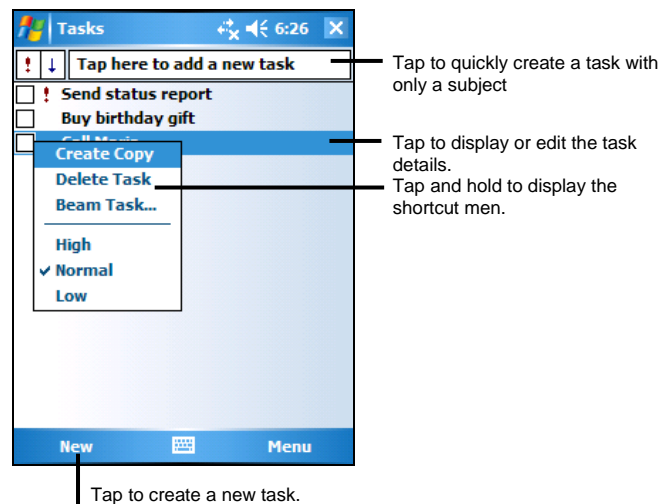 Tasks 6:26
! ↓ Tap here to add a new task
! Send status report
Buy birthday gift
Call Maria
Create Copy
Delete Task
Beam Task...
High
✓ Normal
Low
New Menu
Tap to quickly create a task with
only a subject
Tap to display or edit the task
details.
Tap and hold to display the
shortcut men.
Tap to create a new task.